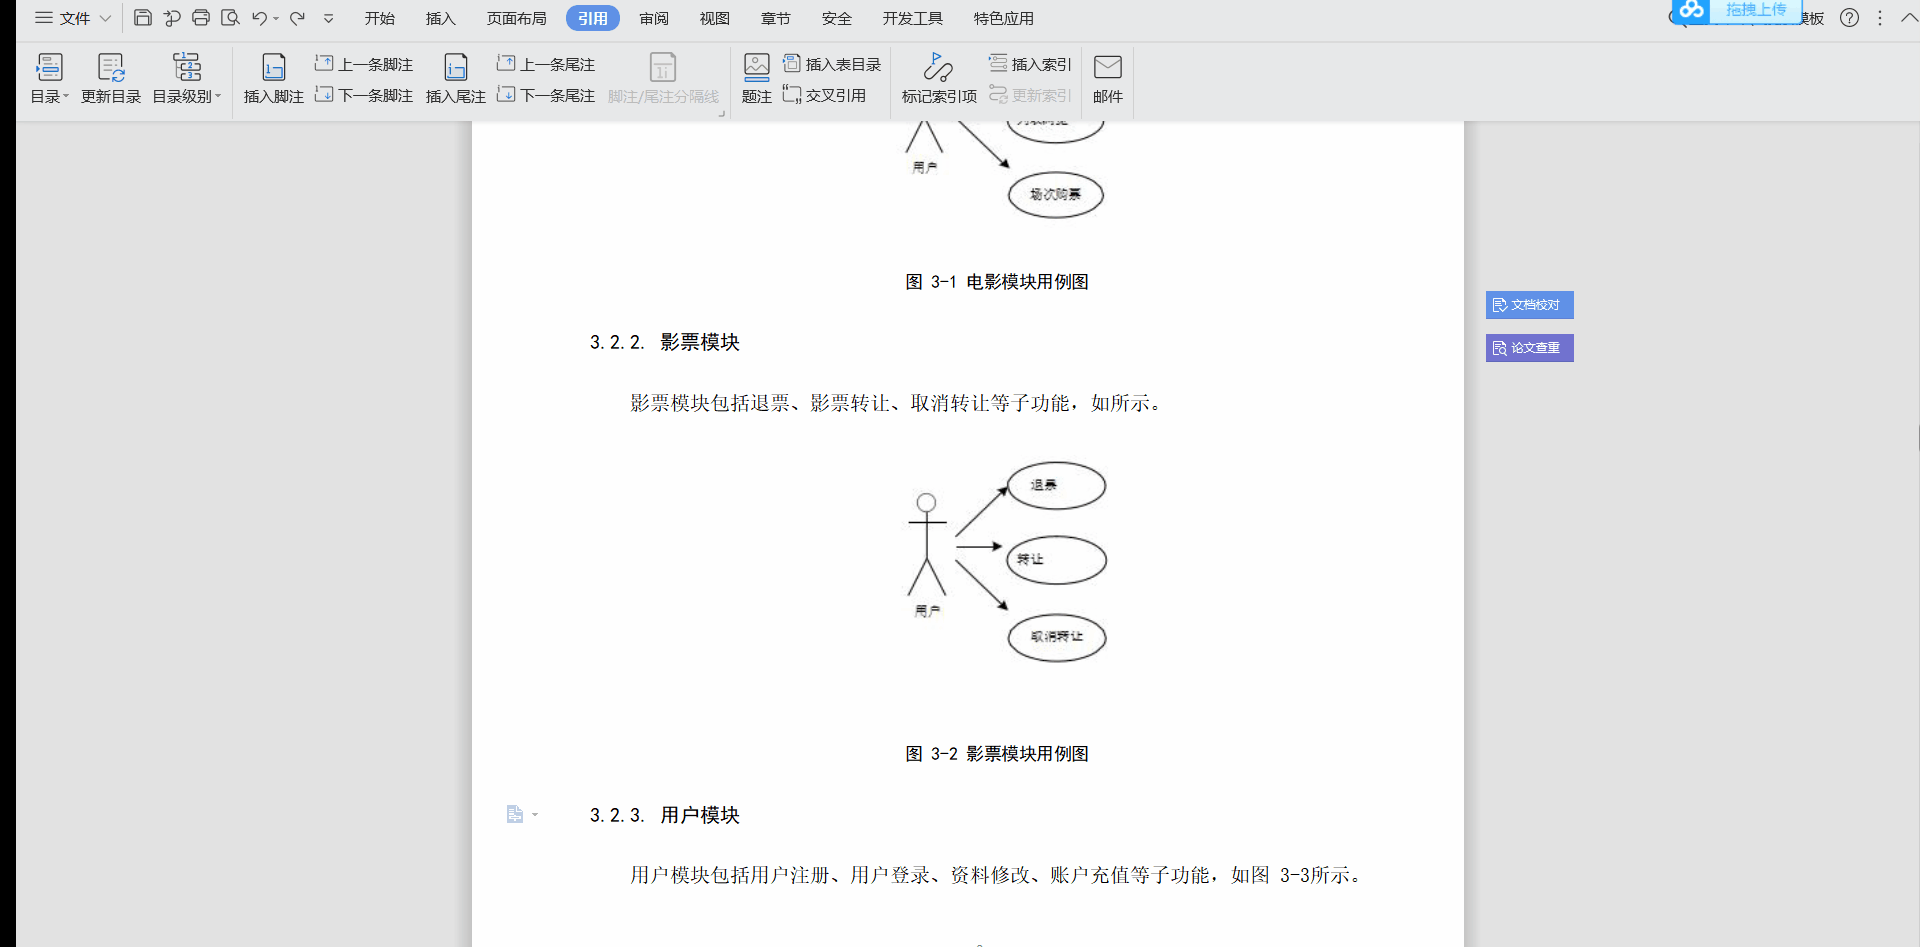 文件 开始 插入 页面布局 引用 审阅 视图 章节 安全 开发工具 特色应用 拖拽上传 模板
目录 更新目录 目录级别 插入脚注 上一条脚注 下一条脚注 插入尾注 上一条尾注 下一条尾注 脚注/尾注分隔线 题注 插入表目录 交叉引用 标记索引项 插入索引 更新索引 邮件
用户
场次购票
图 3-1 电影模块用例图
文档校对
3.2.2. 影票模块
论文查重
影票模块包括退票、影票转让、取消转让等子功能，如所示。
退票
转让
用户
取消转让
图 3-2 影票模块用例图
3.2.3. 用户模块
用户模块包括用户注册、用户登录、资料修改、账户充值等子功能，如图 3-3所示。